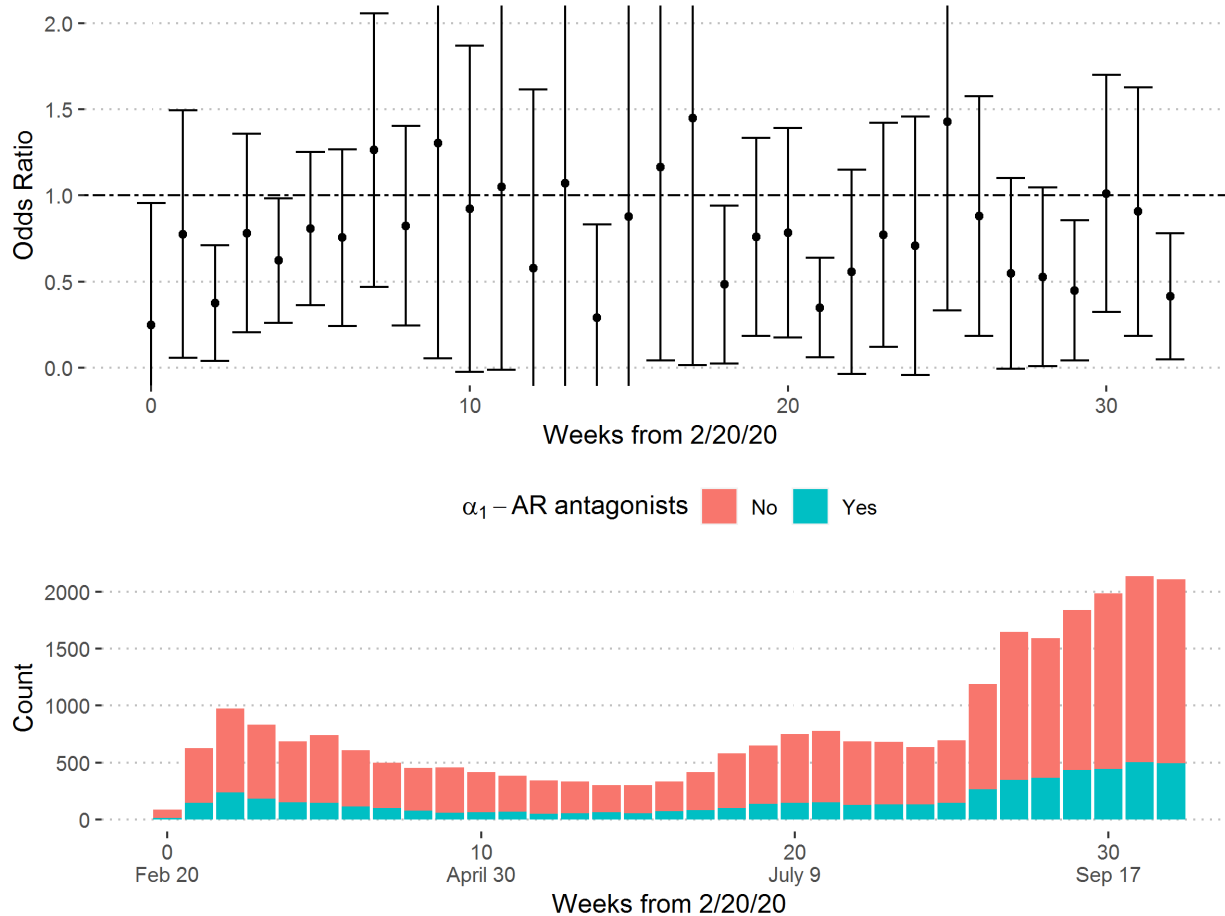 2.0
1.5
1.0
0.5
0.0
Odds Ratio
0 10 20 30
Weeks from 2/20/20
α₁ – AR antagonists No Yes
2000
1500
1000
500
0
Count
0 10 20 30
Feb 20 April 30 July 9 Sep 17
Weeks from 2/20/20